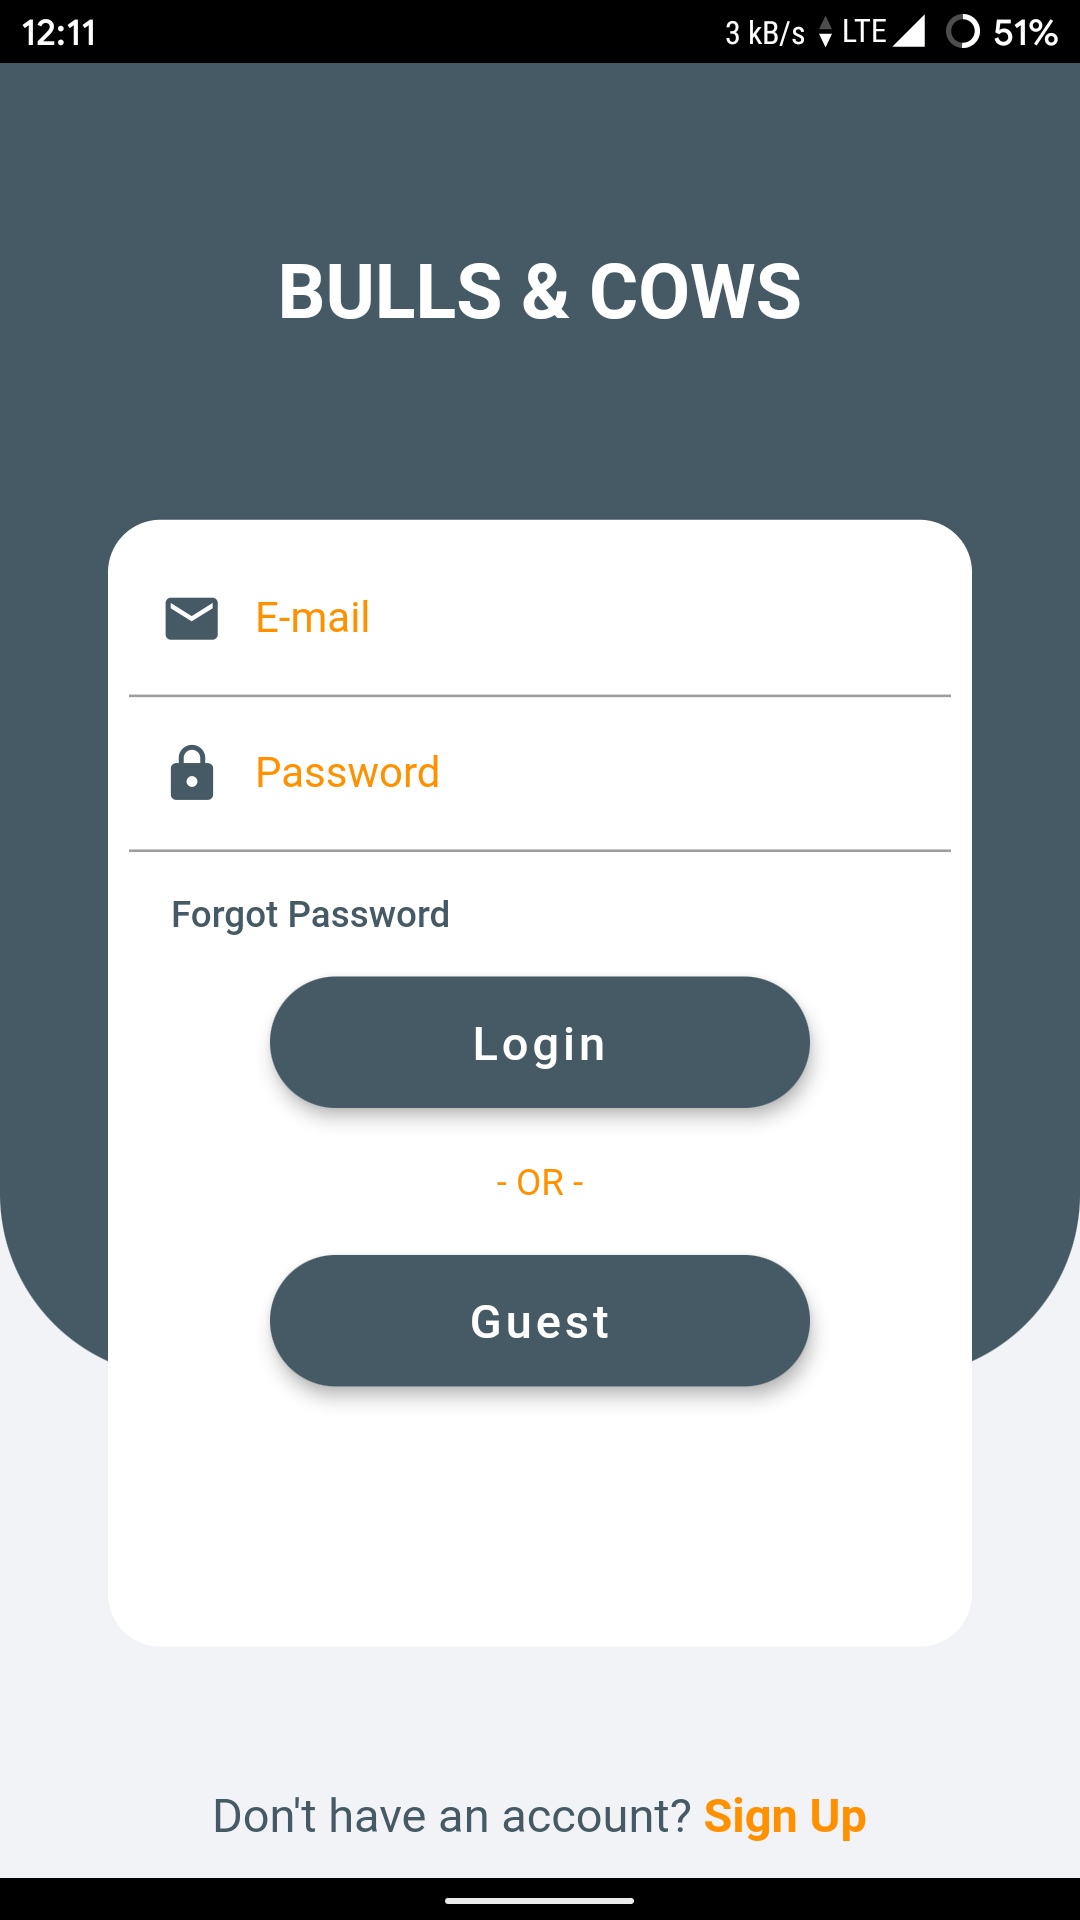 12:11 3 kB/s LTE 51%
BULLS & COWS
E-mail
Password
Forgot Password
Login
- OR -
Guest
Don't have an account? Sign Up